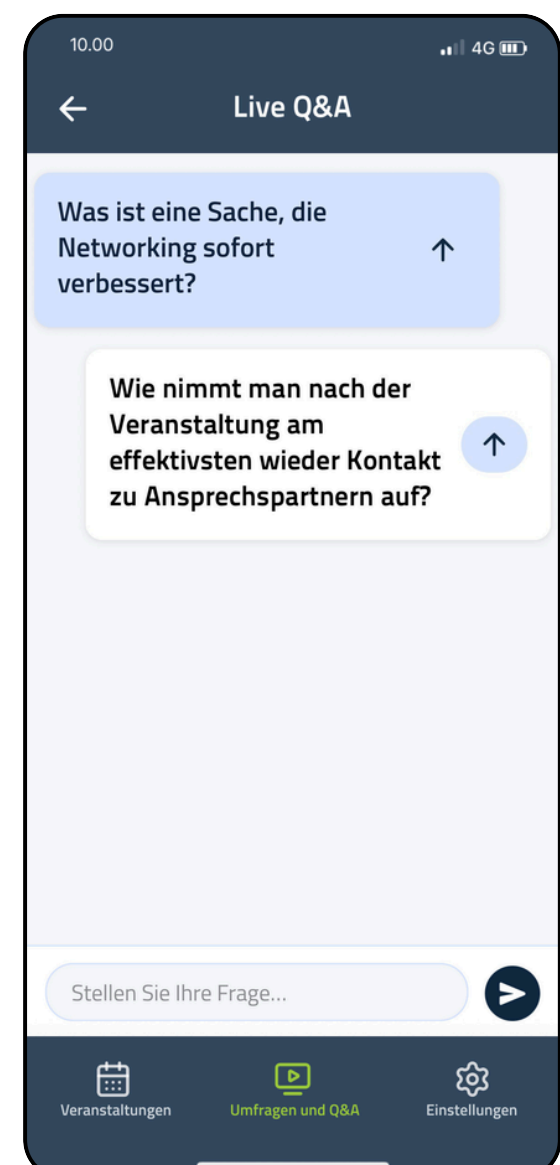 10.00
4G
Live Q&A
Was ist eine Sache, die
Networking sofort
verbessert?
Wie nimmt man nach der
Veranstaltung am
effektivsten wieder Kontakt
zu Ansprechspartnern auf?
Stellen Sie Ihre Frage...
Veranstaltungen
Umfragen und Q&A
Einstellungen